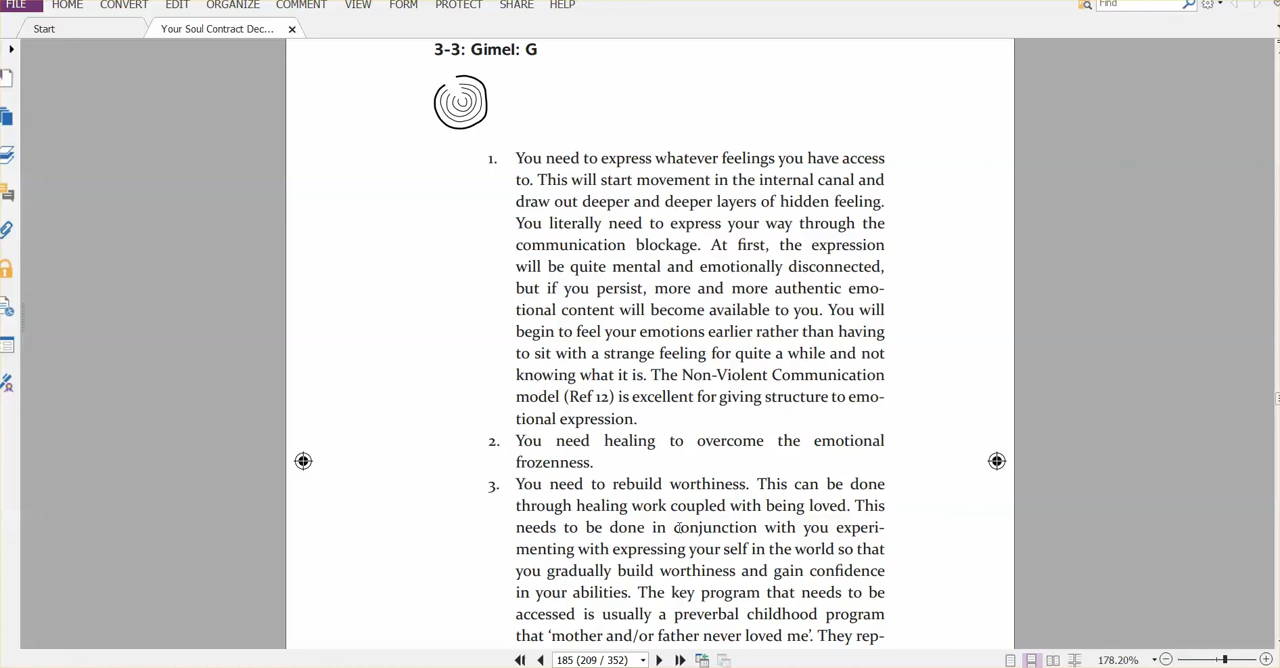 FILE HOME CONVERT EDIT ORGANIZE COMMENT VIEW FORM PROTECT SHARE HELP Find
Start Your Soul Contract Dec...
3-3: Gimel: G
1. You need to express whatever feelings you have access
to. This will start movement in the internal canal and
draw out deeper and deeper layers of hidden feeling.
You literally need to express your way through the
communication blockage. At first, the expression
will be quite mental and emotionally disconnected,
but if you persist, more and more authentic emo-
tional content will become available to you. You will
begin to feel your emotions earlier rather than having
to sit with a strange feeling for quite a while and not
knowing what it is. The Non-Violent Communication
model (Ref 12) is excellent for giving structure to emo-
tional expression.
2. You need healing to overcome the emotional
frozenness.
3. You need to rebuild worthiness. This can be done
through healing work coupled with being loved. This
needs to be done in conjunction with you experi-
menting with expressing your self in the world so that
you gradually build worthiness and gain confidence
in your abilities. The key program that needs to be
accessed is usually a preverbal childhood program
that 'mother and/or father never loved me'. They rep-
185 (209 / 352) 178.20%